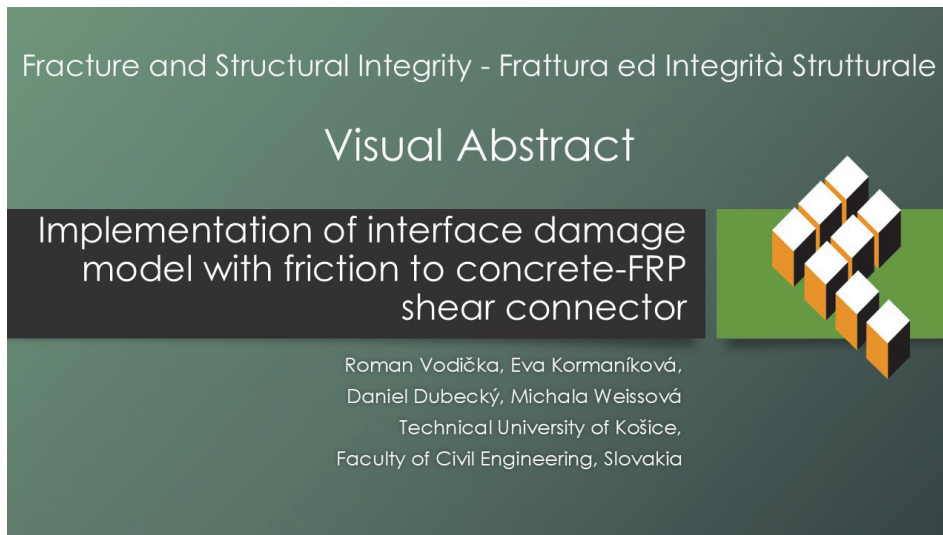 Fracture and Structural Integrity - Frattura ed Integrità Strutturale
Visual Abstract
Implementation of interface damage
model with friction to concrete-FRP
shear connector
Roman Vodička, Eva Kormaníková,
Daniel Dubecký, Michala Weissová
Technical University of Košice,
Faculty of Civil Engineering, Slovakia